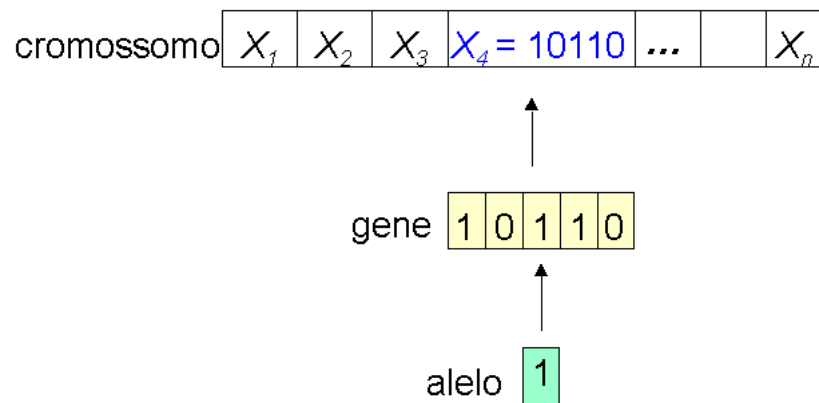 cromossomo X₁ X₂ X₃ X₄ = 10110 ... Xₙ
gene 1 0 1 1 0
alelo 1